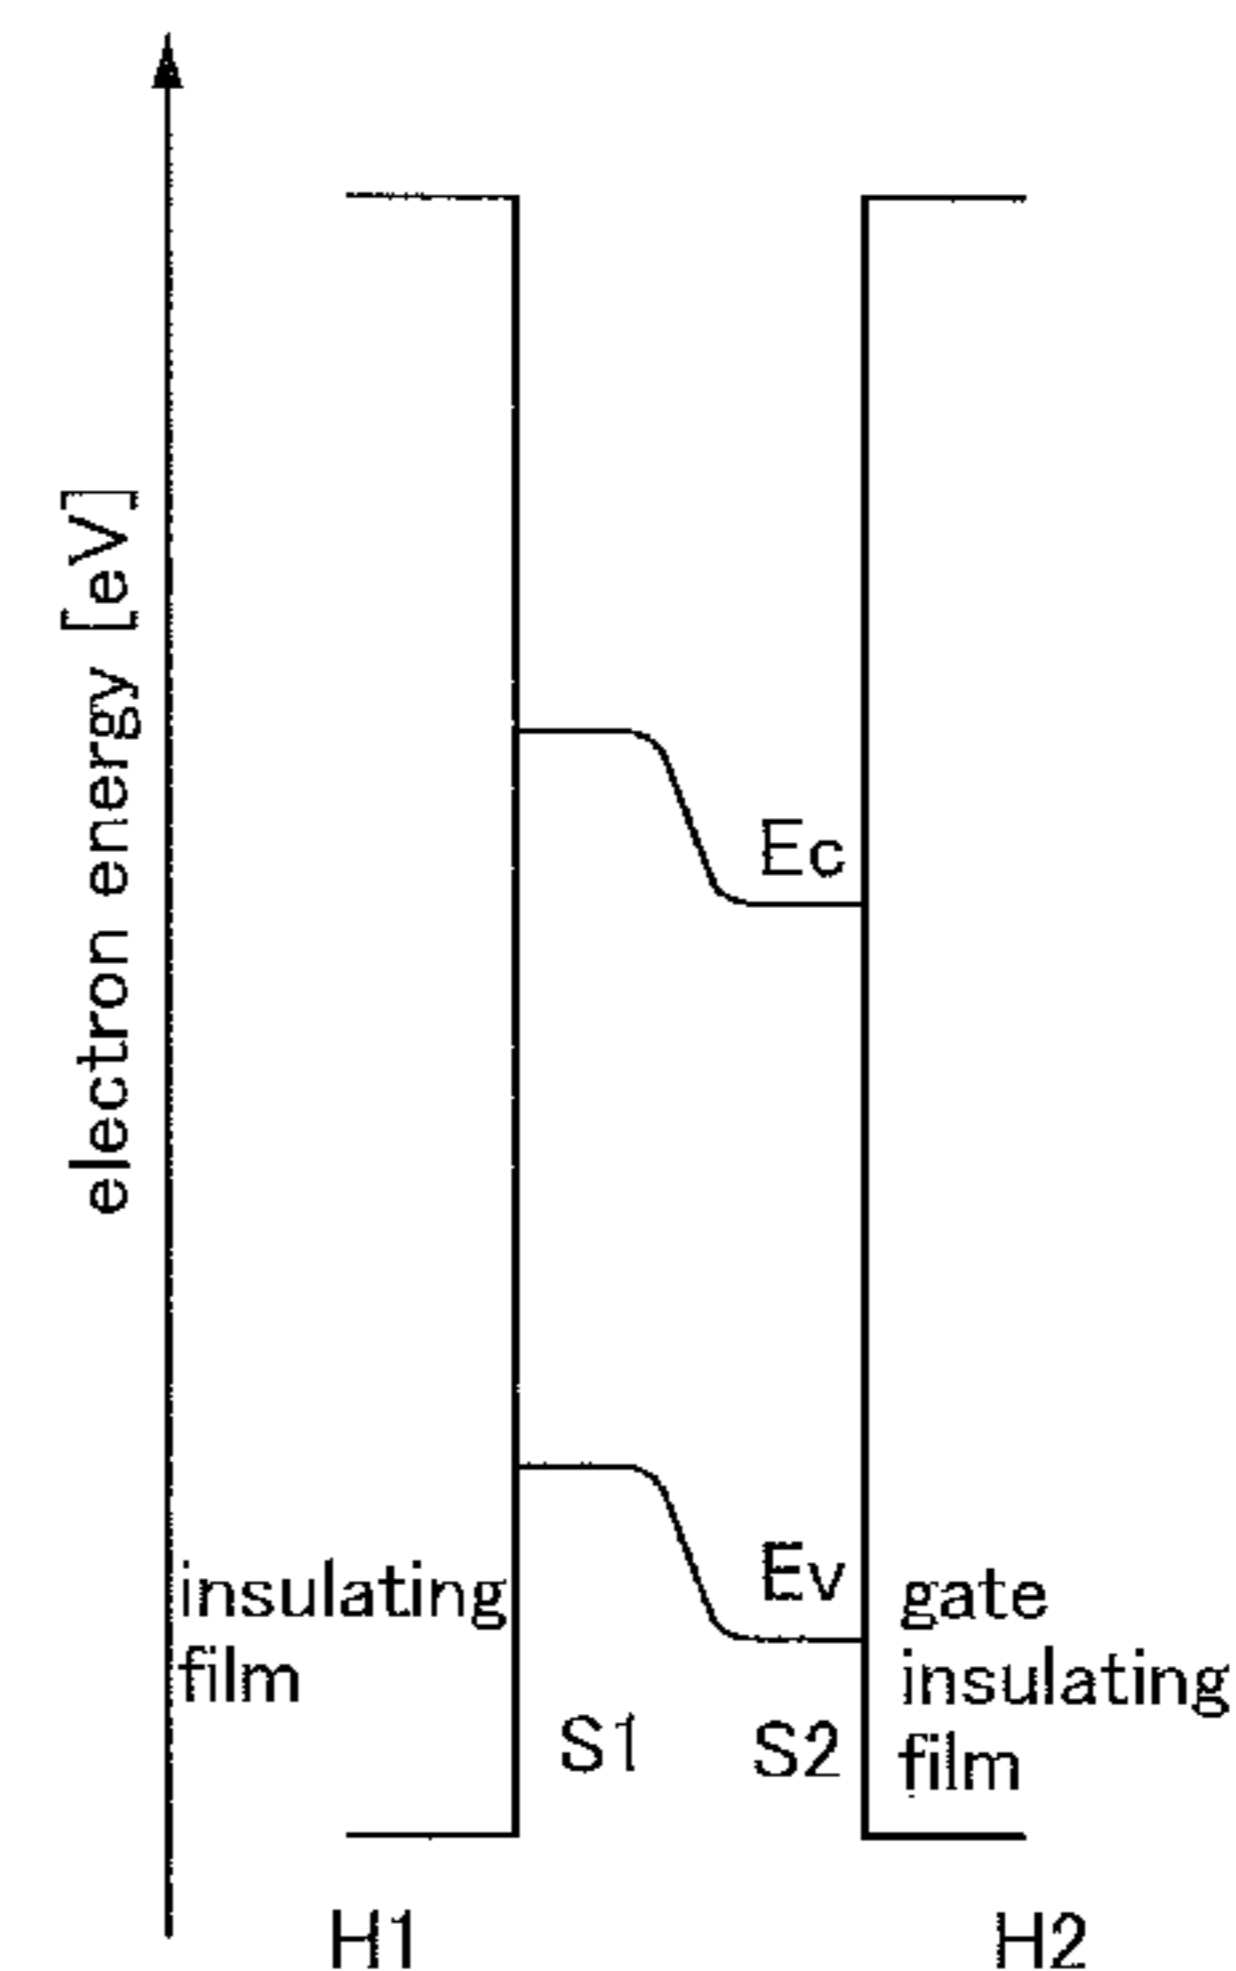 electron energy [eV]
Ec
Ev
insulating
film
gate
insulating
film
S1
S2
H1
H2